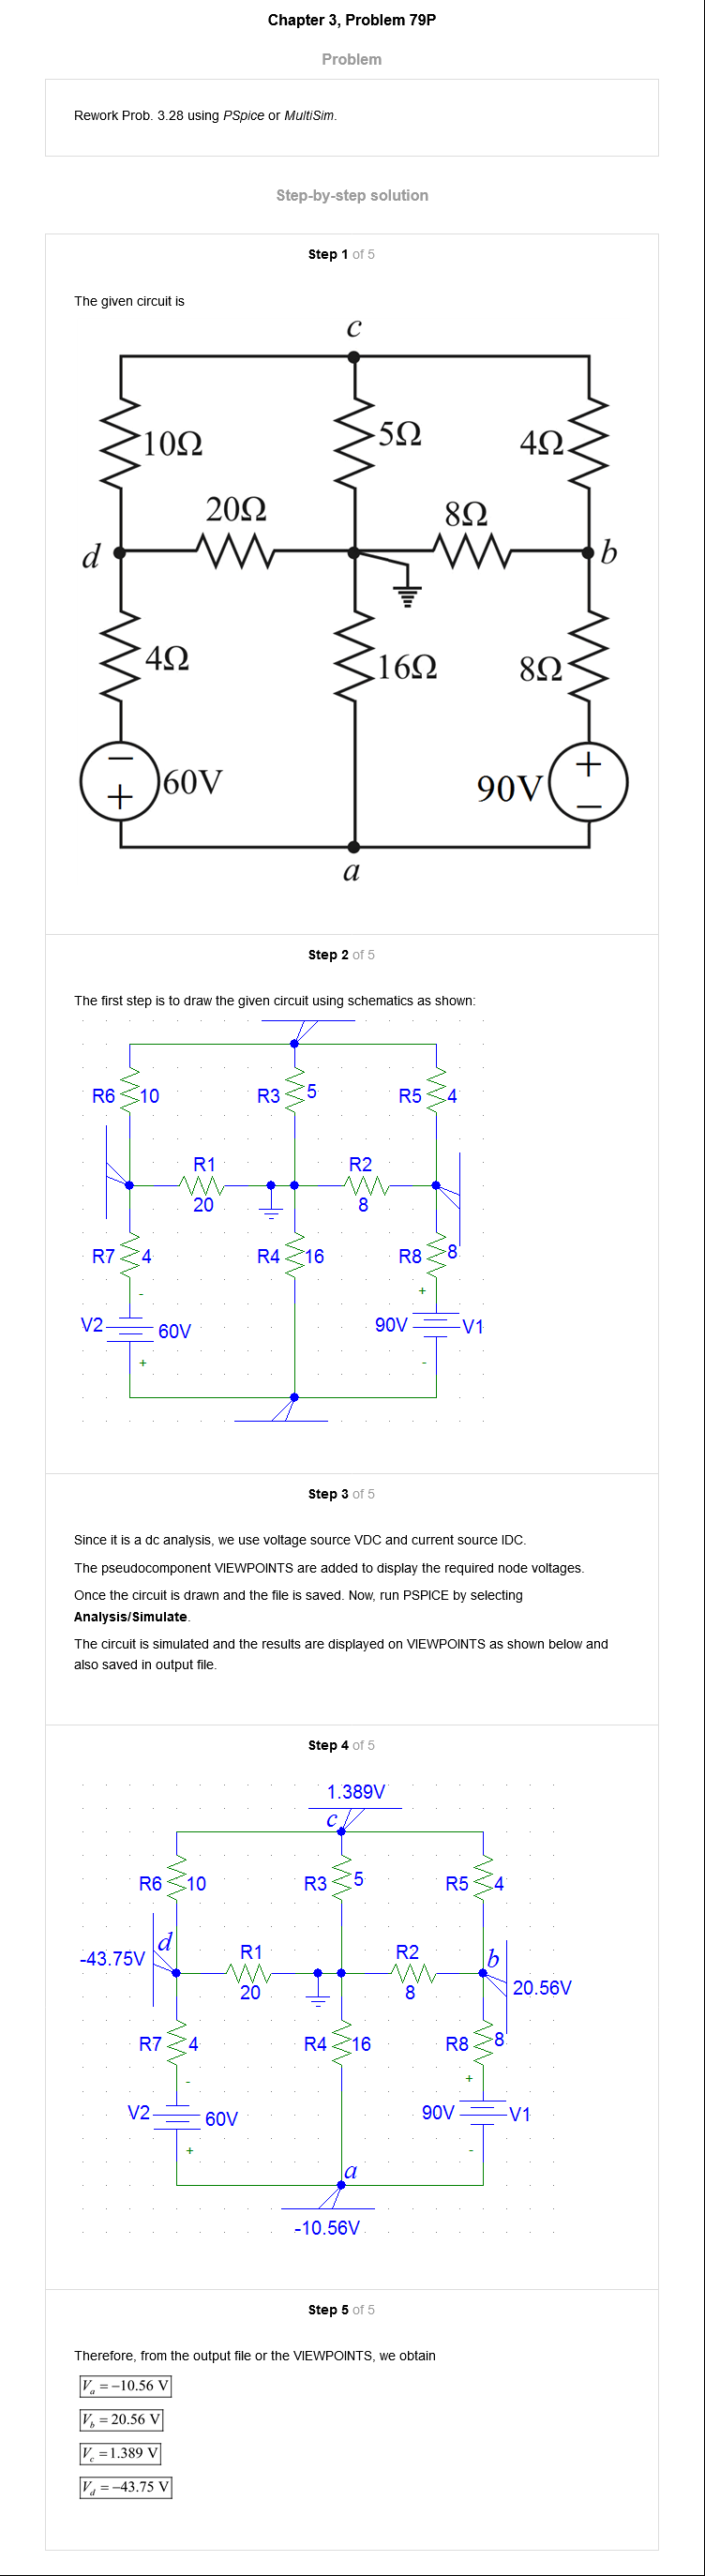 Chapter 3, Problem 79P
Problem
Rework Prob. 3.28 using PSpice or MultiSim.
Step-by-step solution
Step 1 of 5
The given circuit is
c
10Ω
5Ω
4Ω
20Ω
8Ω
d
b
4Ω
16Ω
8Ω
−
+
60V
90V
+
−
a
Step 2 of 5
The first step is to draw the given circuit using schematics as shown:
R6 10
R3 5
R5 4
R1
20
R2
8
R7 4
R4 16
R8 8
-
+
V2 60V
90V V1
+
-
Step 3 of 5
Since it is a dc analysis, we use voltage source VDC and current source IDC.
The pseudocomponent VIEWPOINTS are added to display the required node voltages.
Once the circuit is drawn and the file is saved. Now, run PSPICE by selecting
Analysis/Simulate.
The circuit is simulated and the results are displayed on VIEWPOINTS as shown below and
also saved in output file.
Step 4 of 5
1.389V
c
R6 10
R3 5
R5 4
-43.75V
d
R1
20
R2
8
b
20.56V
R7 4
R4 16
R8 8
-
+
V2 60V
90V V1
+
-
a
-10.56V
Step 5 of 5
Therefore, from the output file or the VIEWPOINTS, we obtain
Va = −10.56 V
Vb = 20.56 V
Vc = 1.389 V
Vd = −43.75 V